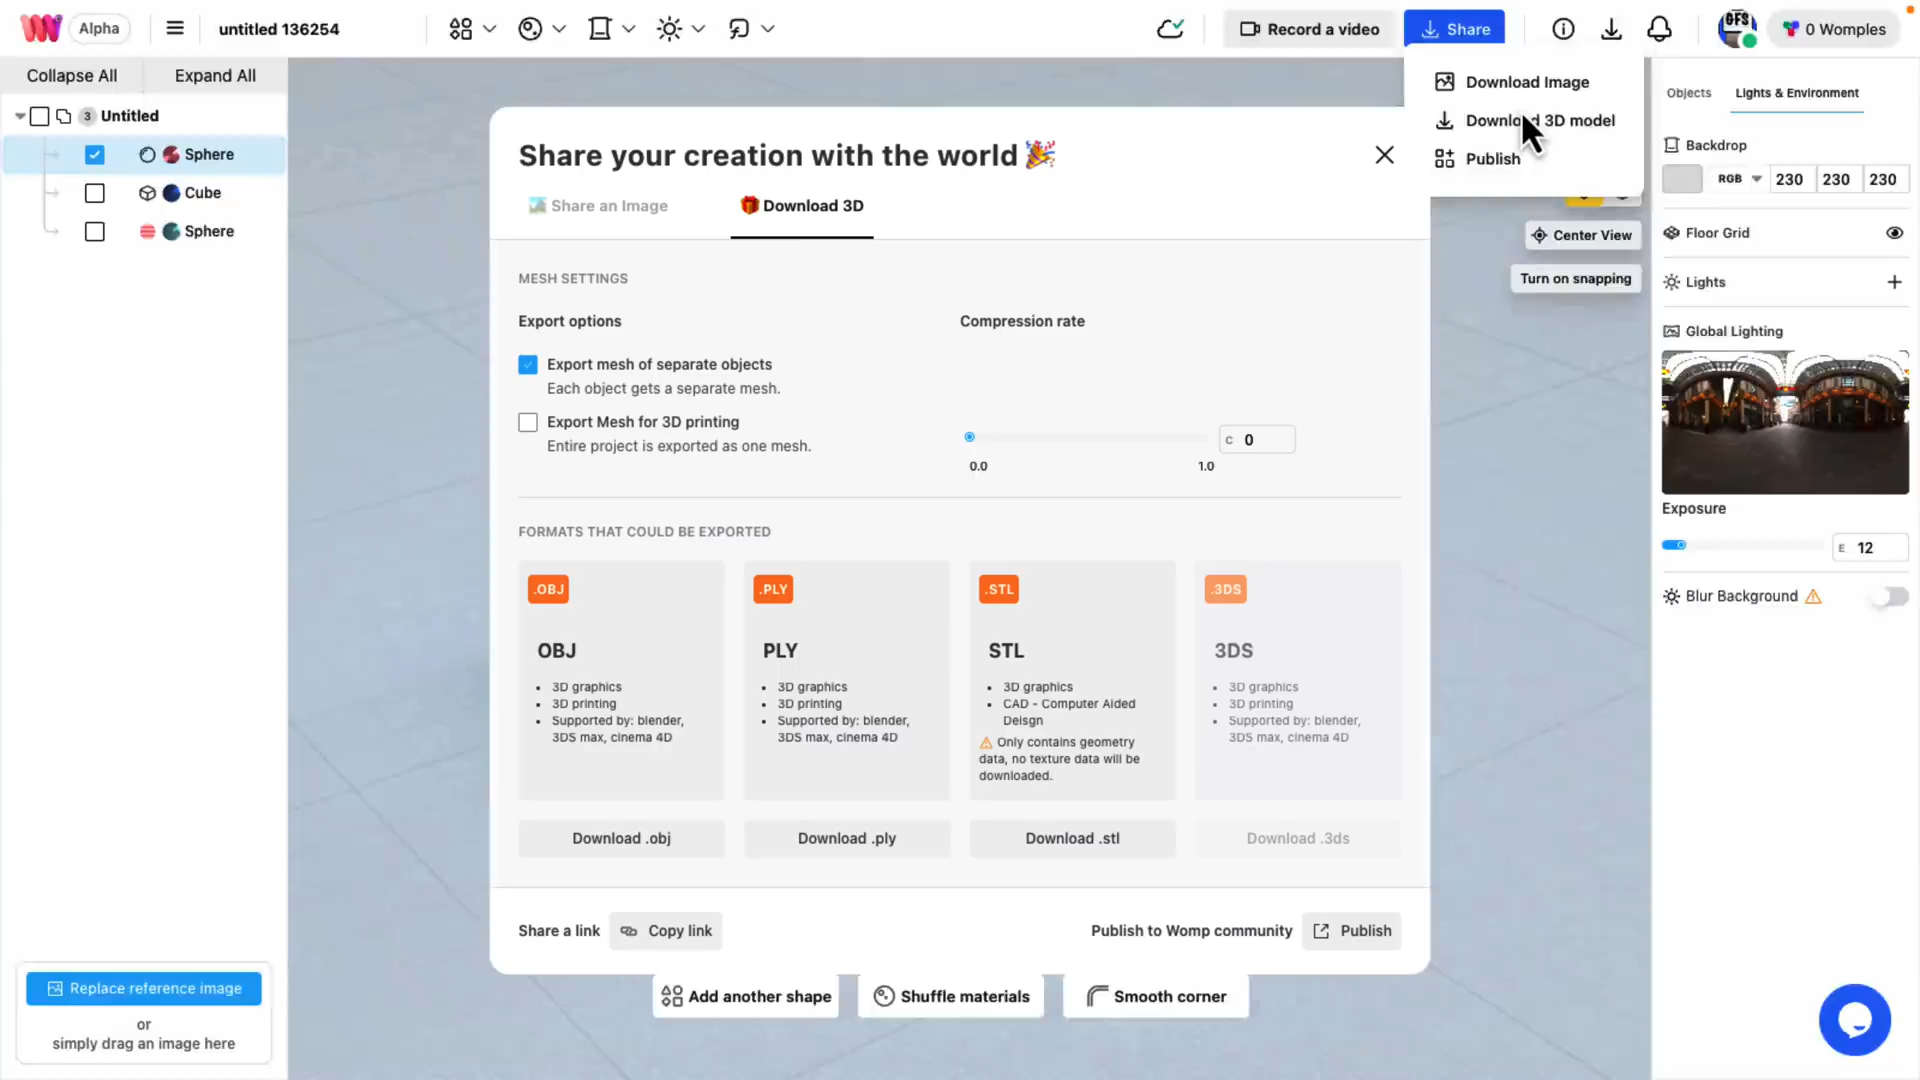 Alpha
untitled 136254
Record a video
Share
0 Womples
Collapse All
Expand All
3 Untitled
Sphere
Cube
Sphere
Replace reference image
or
simply drag an image here
Download Image
Download 3D model
Publish
Share your creation with the world
Share an Image
Download 3D
MESH SETTINGS
Export options
Compression rate
Export mesh of separate objects
Each object gets a separate mesh.
Export Mesh for 3D printing
Entire project is exported as one mesh.
C 0
0.0
1.0
FORMATS THAT COULD BE EXPORTED
.OBJ
OBJ
3D graphics
3D printing
Supported by: blender,
3DS max, cinema 4D
Download .obj
.PLY
PLY
3D graphics
3D printing
Supported by: blender,
3DS max, cinema 4D
Download .ply
.STL
STL
3D graphics
CAD - Computer Aided
Deisgn
Only contains geometry
data, no texture data will be
downloaded.
Download .stl
.3DS
3DS
3D graphics
3D printing
Supported by: blender,
3DS max, cinema 4D
Download .3ds
Share a link
Copy link
Publish to Womp community
Publish
Add another shape
Shuffle materials
Smooth corner
Center View
Turn on snapping
Objects
Lights & Environment
Backdrop
RGB
230
230
230
Floor Grid
Lights
Global Lighting
Exposure
E 12
Blur Background
GFS